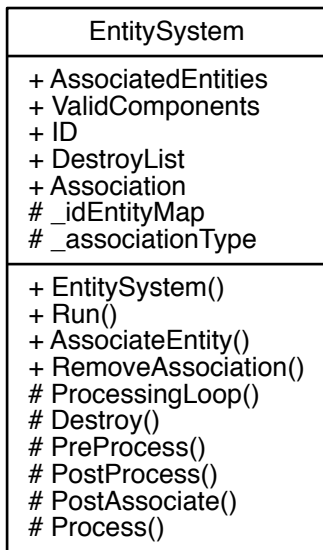 EntitySystem
+ AssociatedEntities
+ ValidComponents
+ ID
+ DestroyList
+ Association
# _idEntityMap
# _associationType
+ EntitySystem()
+ Run()
+ AssociateEntity()
+ RemoveAssociation()
# ProcessingLoop()
# Destroy()
# PreProcess()
# PostProcess()
# PostAssociate()
# Process()